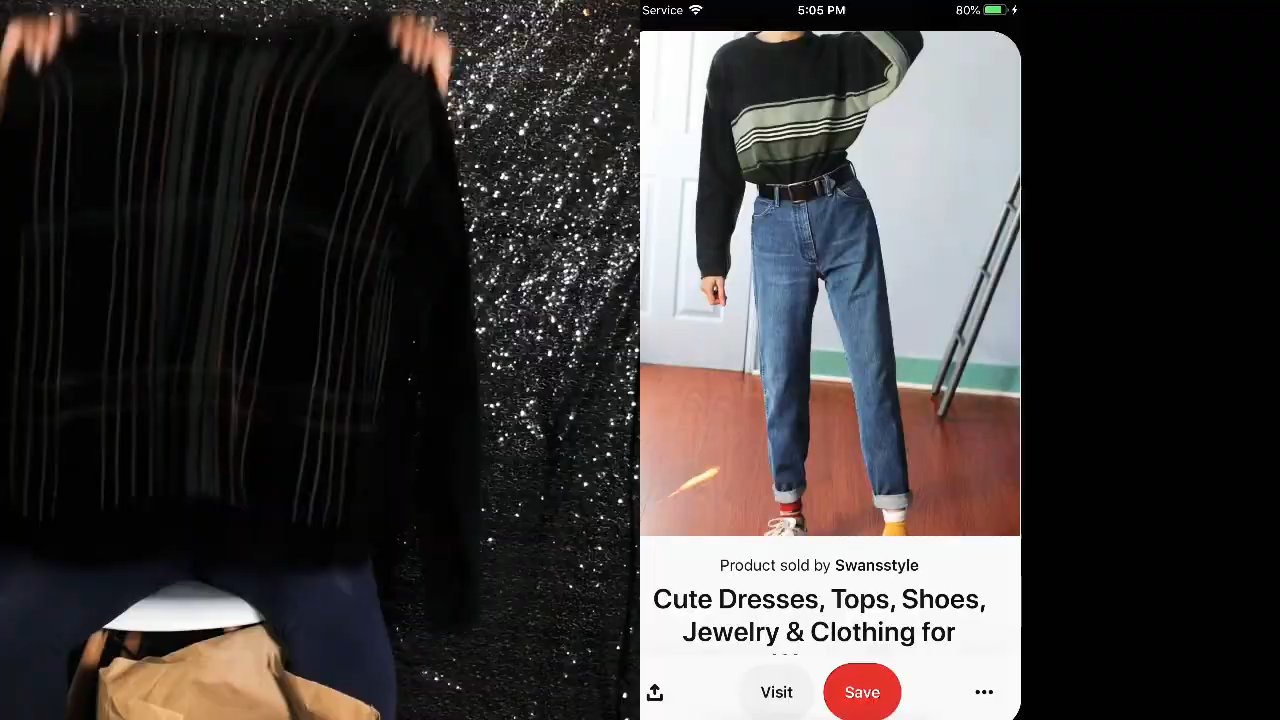 Service 5:05 PM 80%
Product sold by Swansstyle
Cute Dresses, Tops, Shoes,
Jewelry & Clothing for
Visit Save